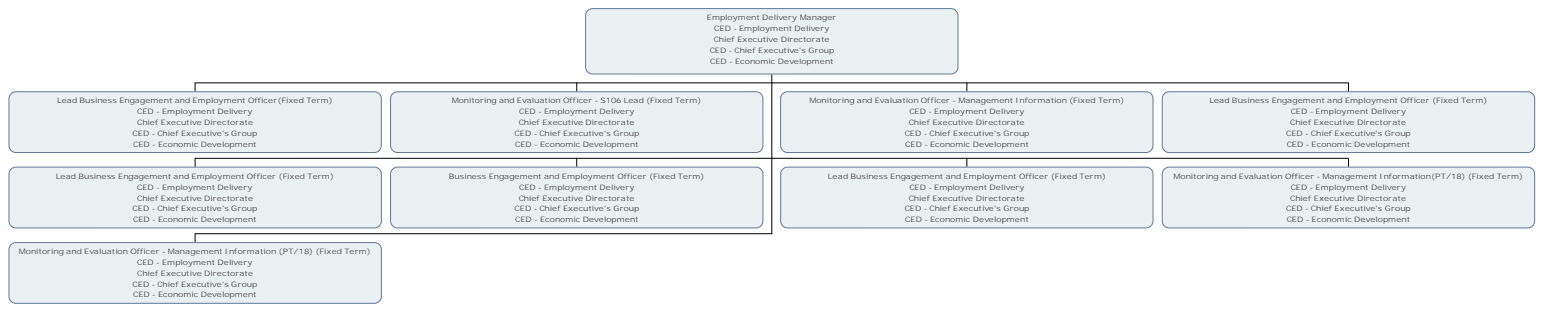 Employment Delivery Manager
CED - Employment Delivery
Chief Executive Directorate
CED - Chief Executive's Group
CED - Economic Development
Lead Business Engagement and Employment Officer(Fixed Term)
CED - Employment Delivery
Chief Executive Directorate
CED - Chief Executive's Group
CED - Economic Development
Monitoring and Evaluation Officer - S106 Lead (Fixed Term)
CED - Employment Delivery
Chief Executive Directorate
CED - Chief Executive's Group
CED - Economic Development
Monitoring and Evaluation Officer - Management Information (Fixed Term)
CED - Employment Delivery
Chief Executive Directorate
CED - Chief Executive's Group
CED - Economic Development
Lead Business Engagement and Employment Officer (Fixed Term)
CED - Employment Delivery
Chief Executive Directorate
CED - Chief Executive's Group
CED - Economic Development
Lead Business Engagement and Employment Officer (Fixed Term)
CED - Employment Delivery
Chief Executive Directorate
CED - Chief Executive's Group
CED - Economic Development
Business Engagement and Employment Officer (Fixed Term)
CED - Employment Delivery
Chief Executive Directorate
CED - Chief Executive's Group
CED - Economic Development
Lead Business Engagement and Employment Officer (Fixed Term)
CED - Employment Delivery
Chief Executive Directorate
CED - Chief Executive's Group
CED - Economic Development
Monitoring and Evaluation Officer - Management Information(PT/18) (Fixed Term)
CED - Employment Delivery
Chief Executive Directorate
CED - Chief Executive's Group
CED - Economic Development
Monitoring and Evaluation Officer - Management Information (PT/18) (Fixed Term)
CED - Employment Delivery
Chief Executive Directorate
CED - Chief Executive's Group
CED - Economic Development